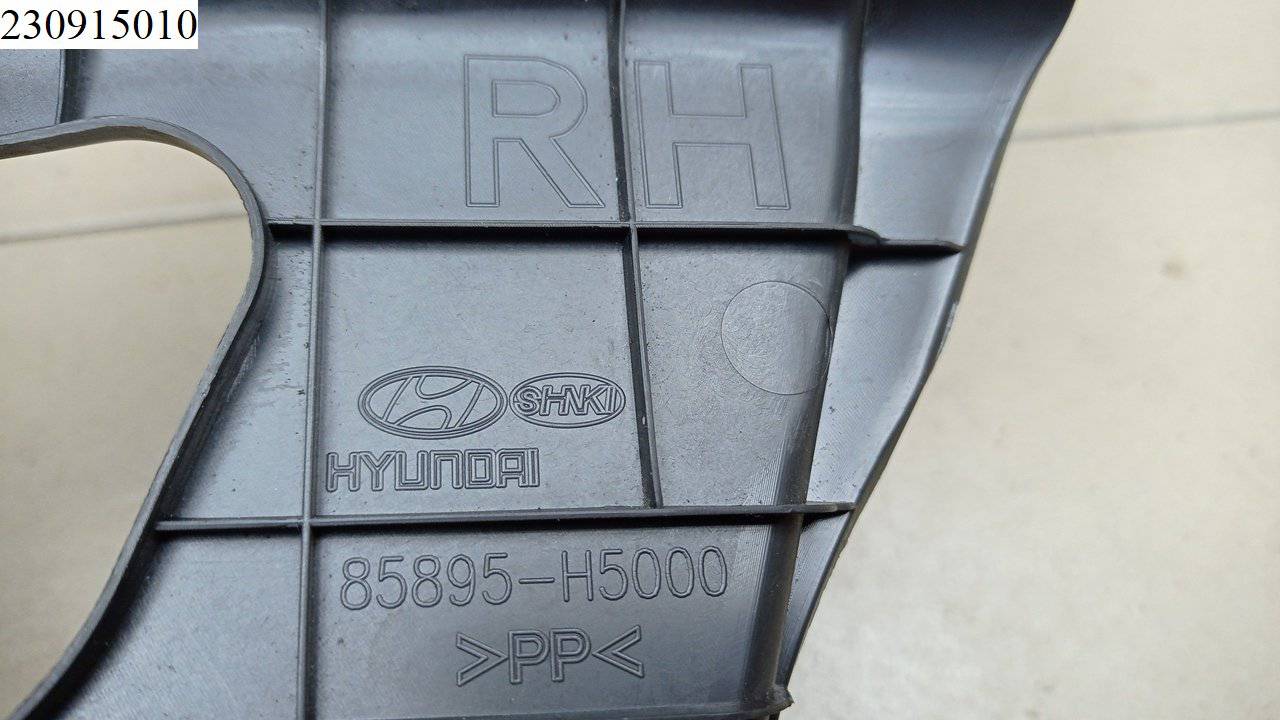 230915010
RH
SHNKI
HYUNDAI
85895-H5000
>PP<